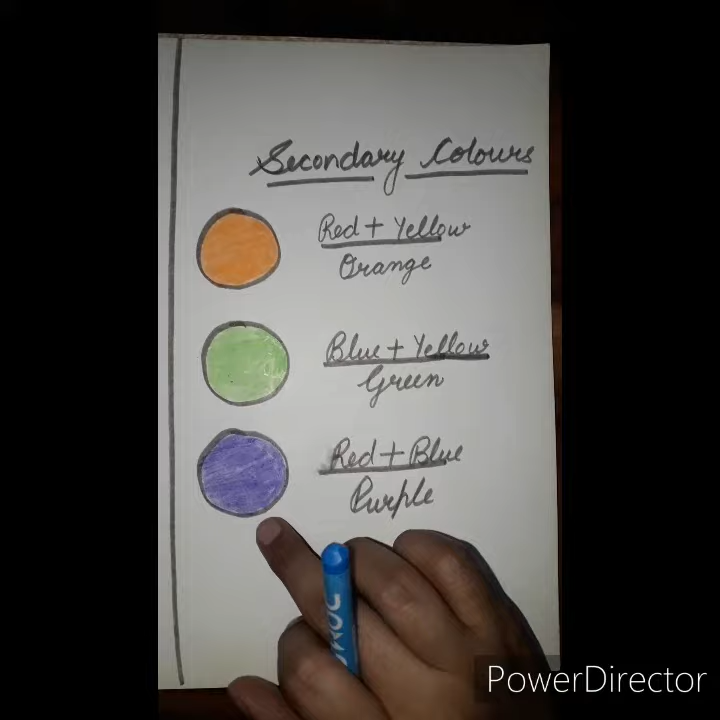 Secondary Colours
Red + Yellow
Orange
Blue + Yellow
Green
Red + Blue
Purple
PowerDirector